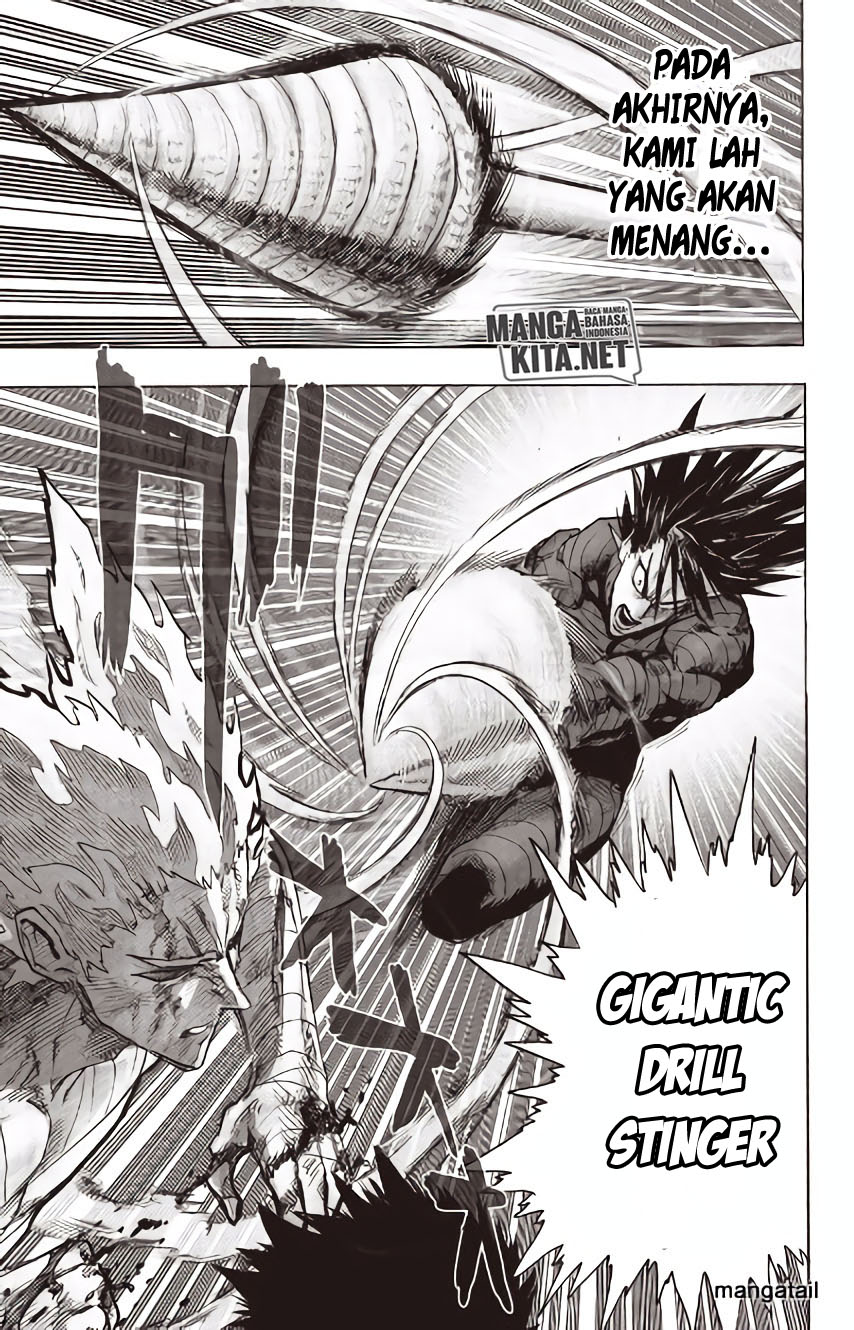 PADA
AKHIRNYA,
KAMI LAH
YANG AKAN
MENANG...
MANGA
KITA.NET
BACA MANGA
BAHASA
INDONESIA
GIGANTIC
DRILL
STINGER
mangatail